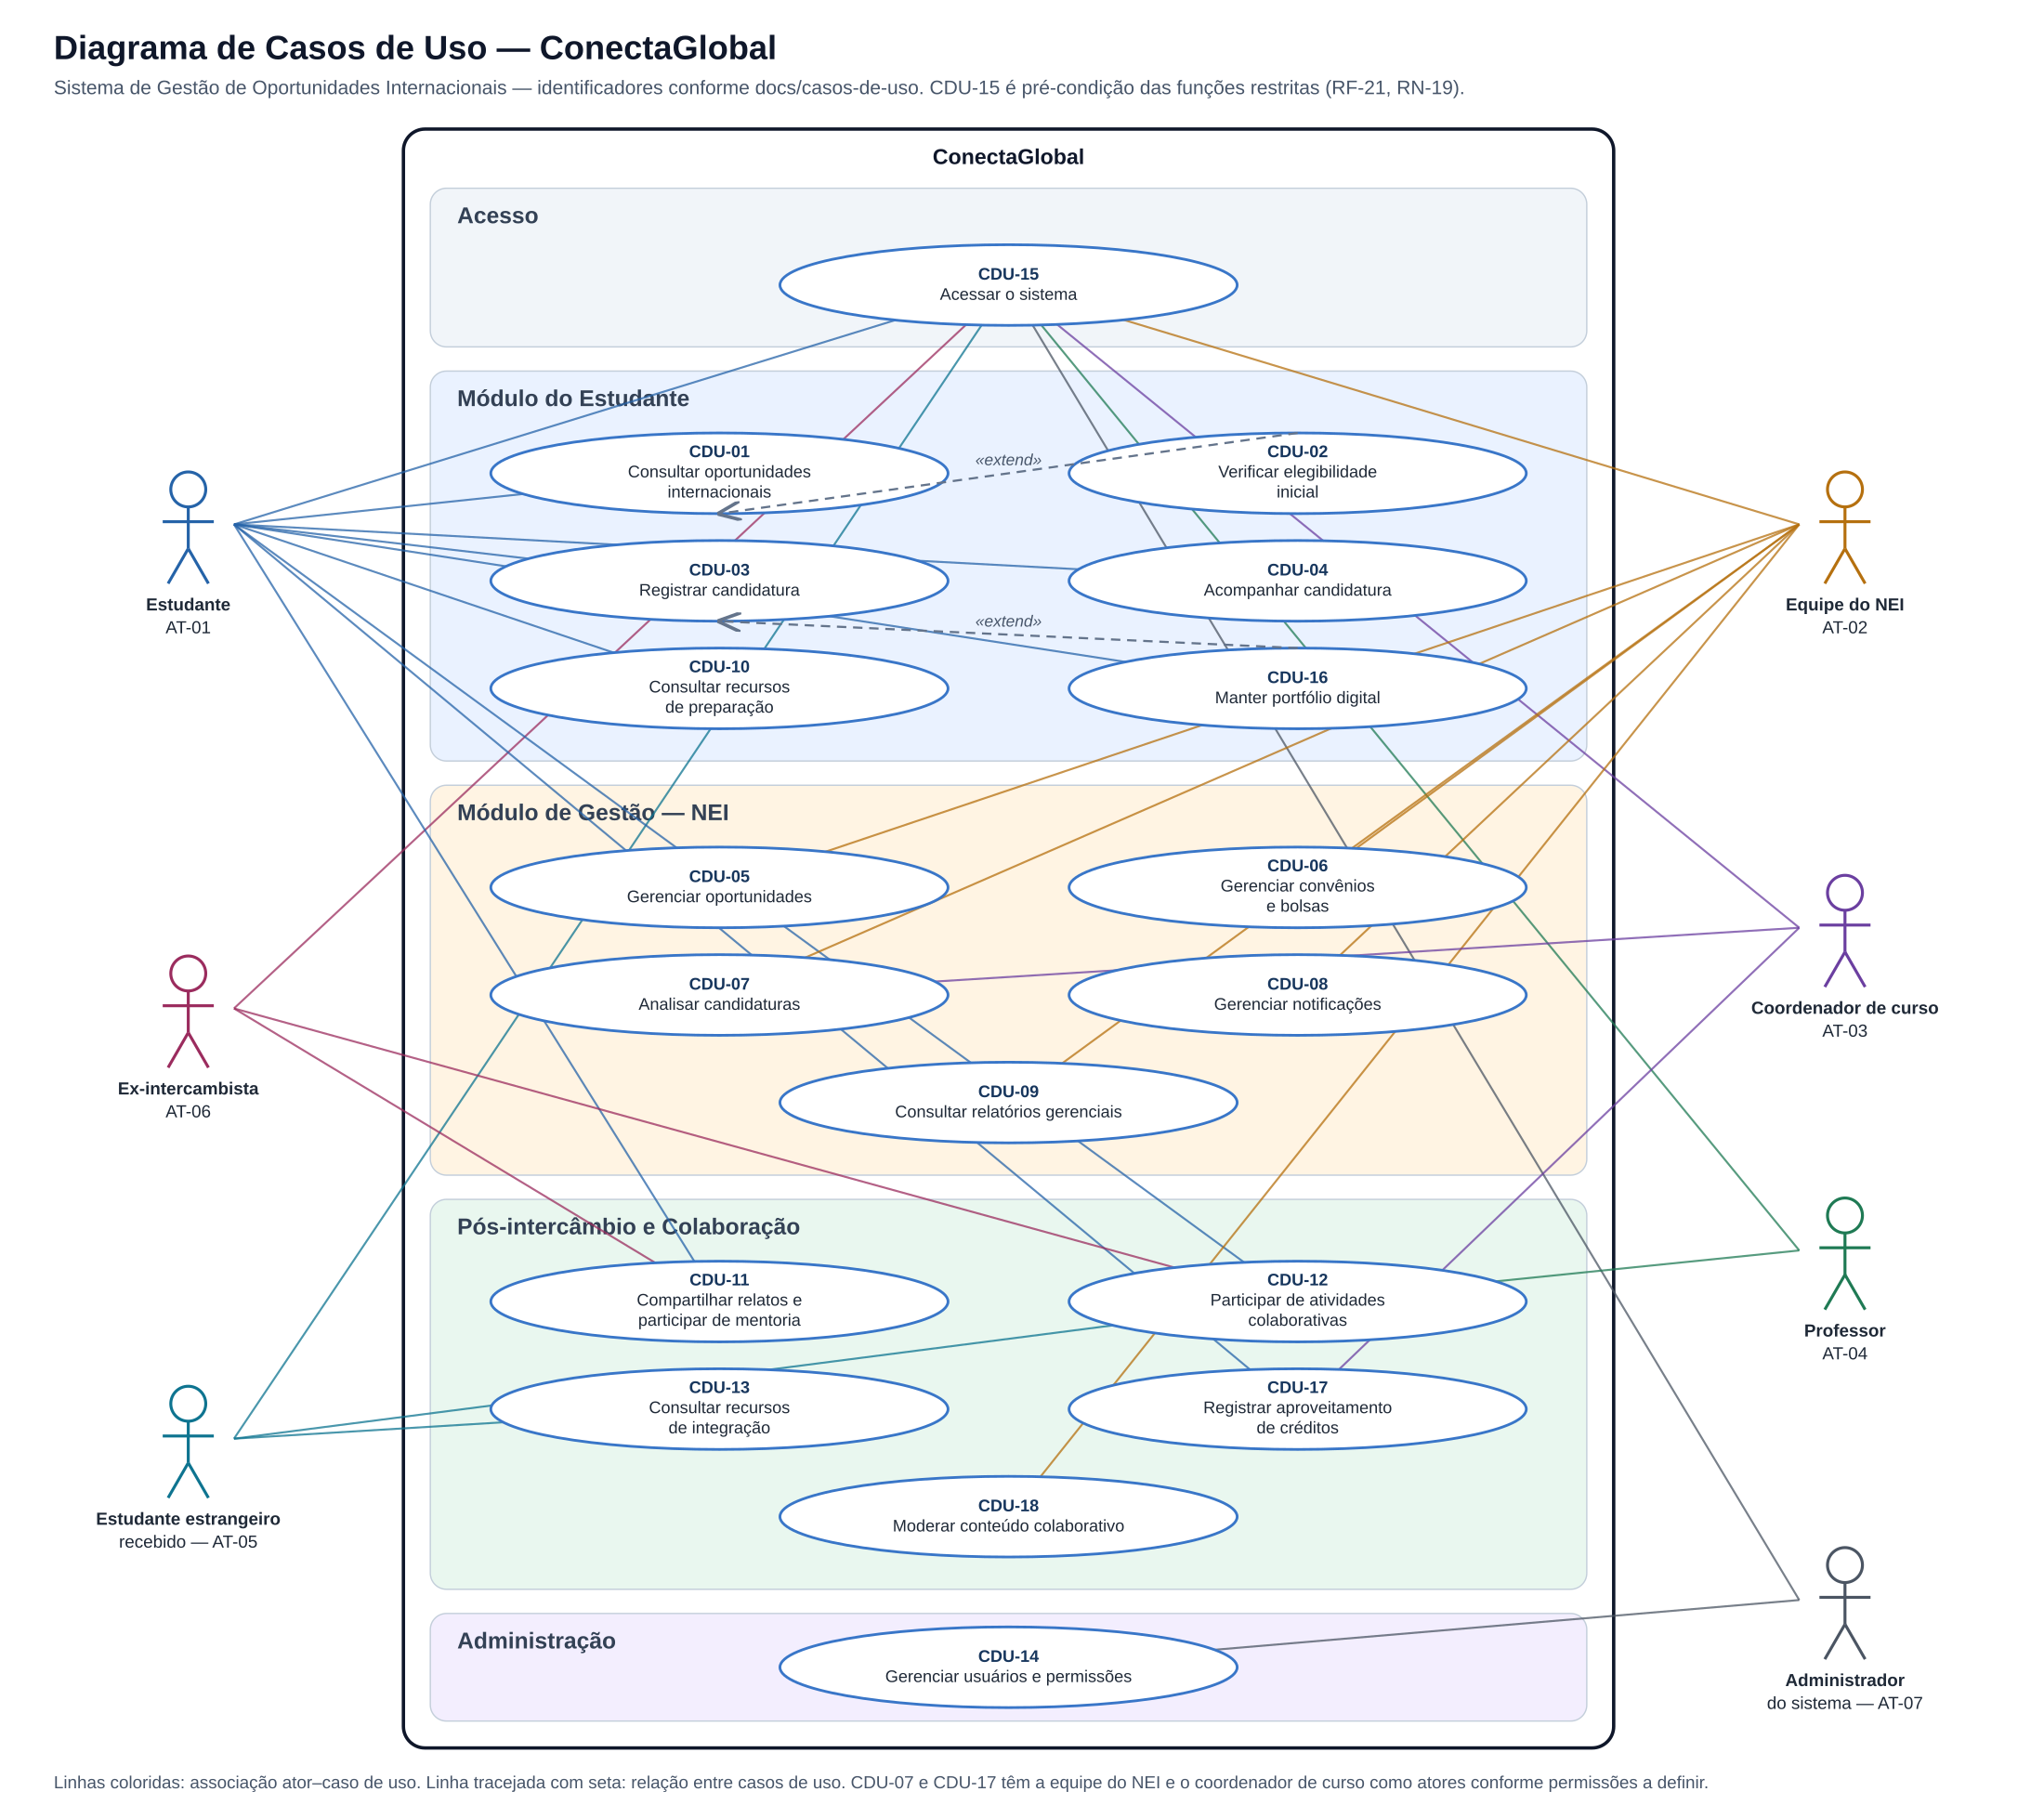 Diagrama de Casos de Uso — ConectaGlobal
Sistema de Gestão de Oportunidades Internacionais — identificadores conforme docs/casos-de-uso. CDU-15 é pré-condição das funções restritas (RF-21, RN-19).
ConectaGlobal
Acesso
CDU-15
Acessar o sistema
Módulo do Estudante
CDU-01
Consultar oportunidades
internacionais
«extend»
CDU-02
Verificar elegibilidade
inicial
CDU-03
Registrar candidatura
CDU-04
Acompanhar candidatura
«extend»
CDU-10
Consultar recursos
de preparação
CDU-16
Manter portfólio digital
Módulo de Gestão — NEI
CDU-05
Gerenciar oportunidades
CDU-06
Gerenciar convênios
e bolsas
CDU-07
Analisar candidaturas
CDU-08
Gerenciar notificações
CDU-09
Consultar relatórios gerenciais
Pós-intercâmbio e Colaboração
CDU-11
Compartilhar relatos e
participar de mentoria
CDU-12
Participar de atividades
colaborativas
CDU-13
Consultar recursos
de integração
CDU-17
Registrar aproveitamento
de créditos
CDU-18
Moderar conteúdo colaborativo
Administração
CDU-14
Gerenciar usuários e permissões
Estudante
AT-01
Ex-intercambista
AT-06
Estudante estrangeiro
recebido — AT-05
Equipe do NEI
AT-02
Coordenador de curso
AT-03
Professor
AT-04
Administrador
do sistema — AT-07
Linhas coloridas: associação ator–caso de uso. Linha tracejada com seta: relação entre casos de uso. CDU-07 e CDU-17 têm a equipe do NEI e o coordenador de curso como atores conforme permissões a definir.